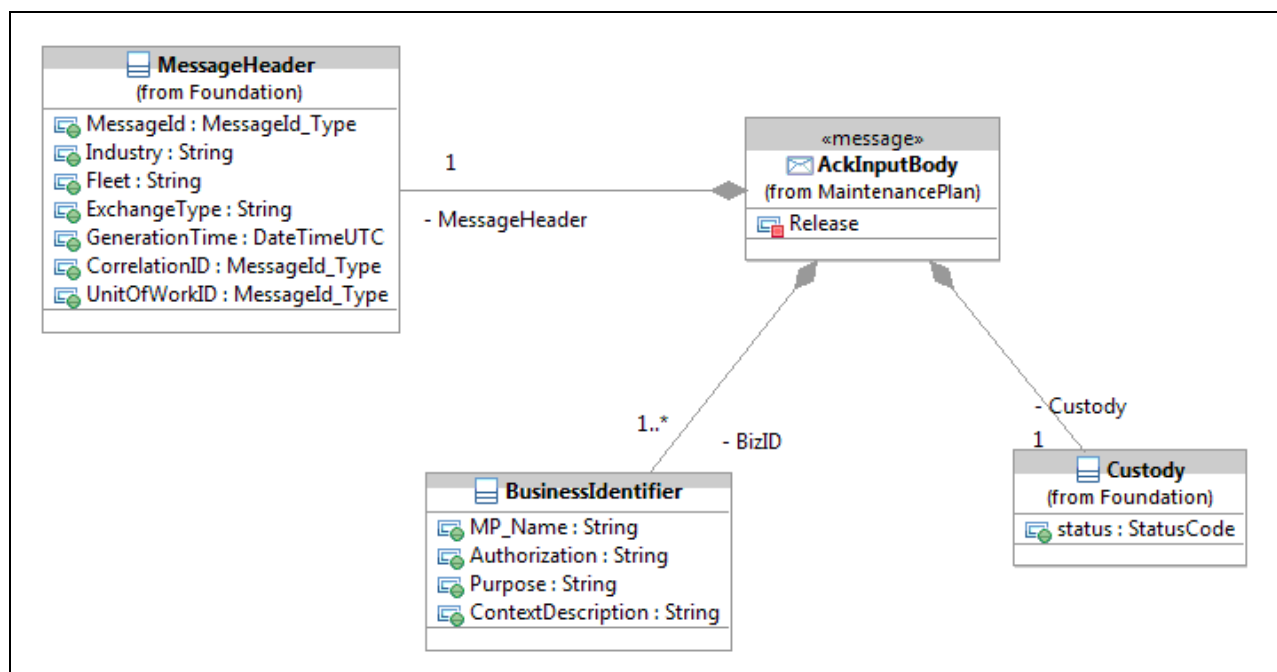 MessageHeader
(from Foundation)
MessageId : MessageId_Type
Industry : String
Fleet : String
ExchangeType : String
GenerationTime : DateTimeUTC
CorrelationID : MessageId_Type
UnitOfWorkID : MessageId_Type
1
- MessageHeader
«message»
AckInputBody
(from MaintenancePlan)
Release
1..*
- BizID
- Custody
1
BusinessIdentifier
MP_Name : String
Authorization : String
Purpose : String
ContextDescription : String
Custody
(from Foundation)
status : StatusCode